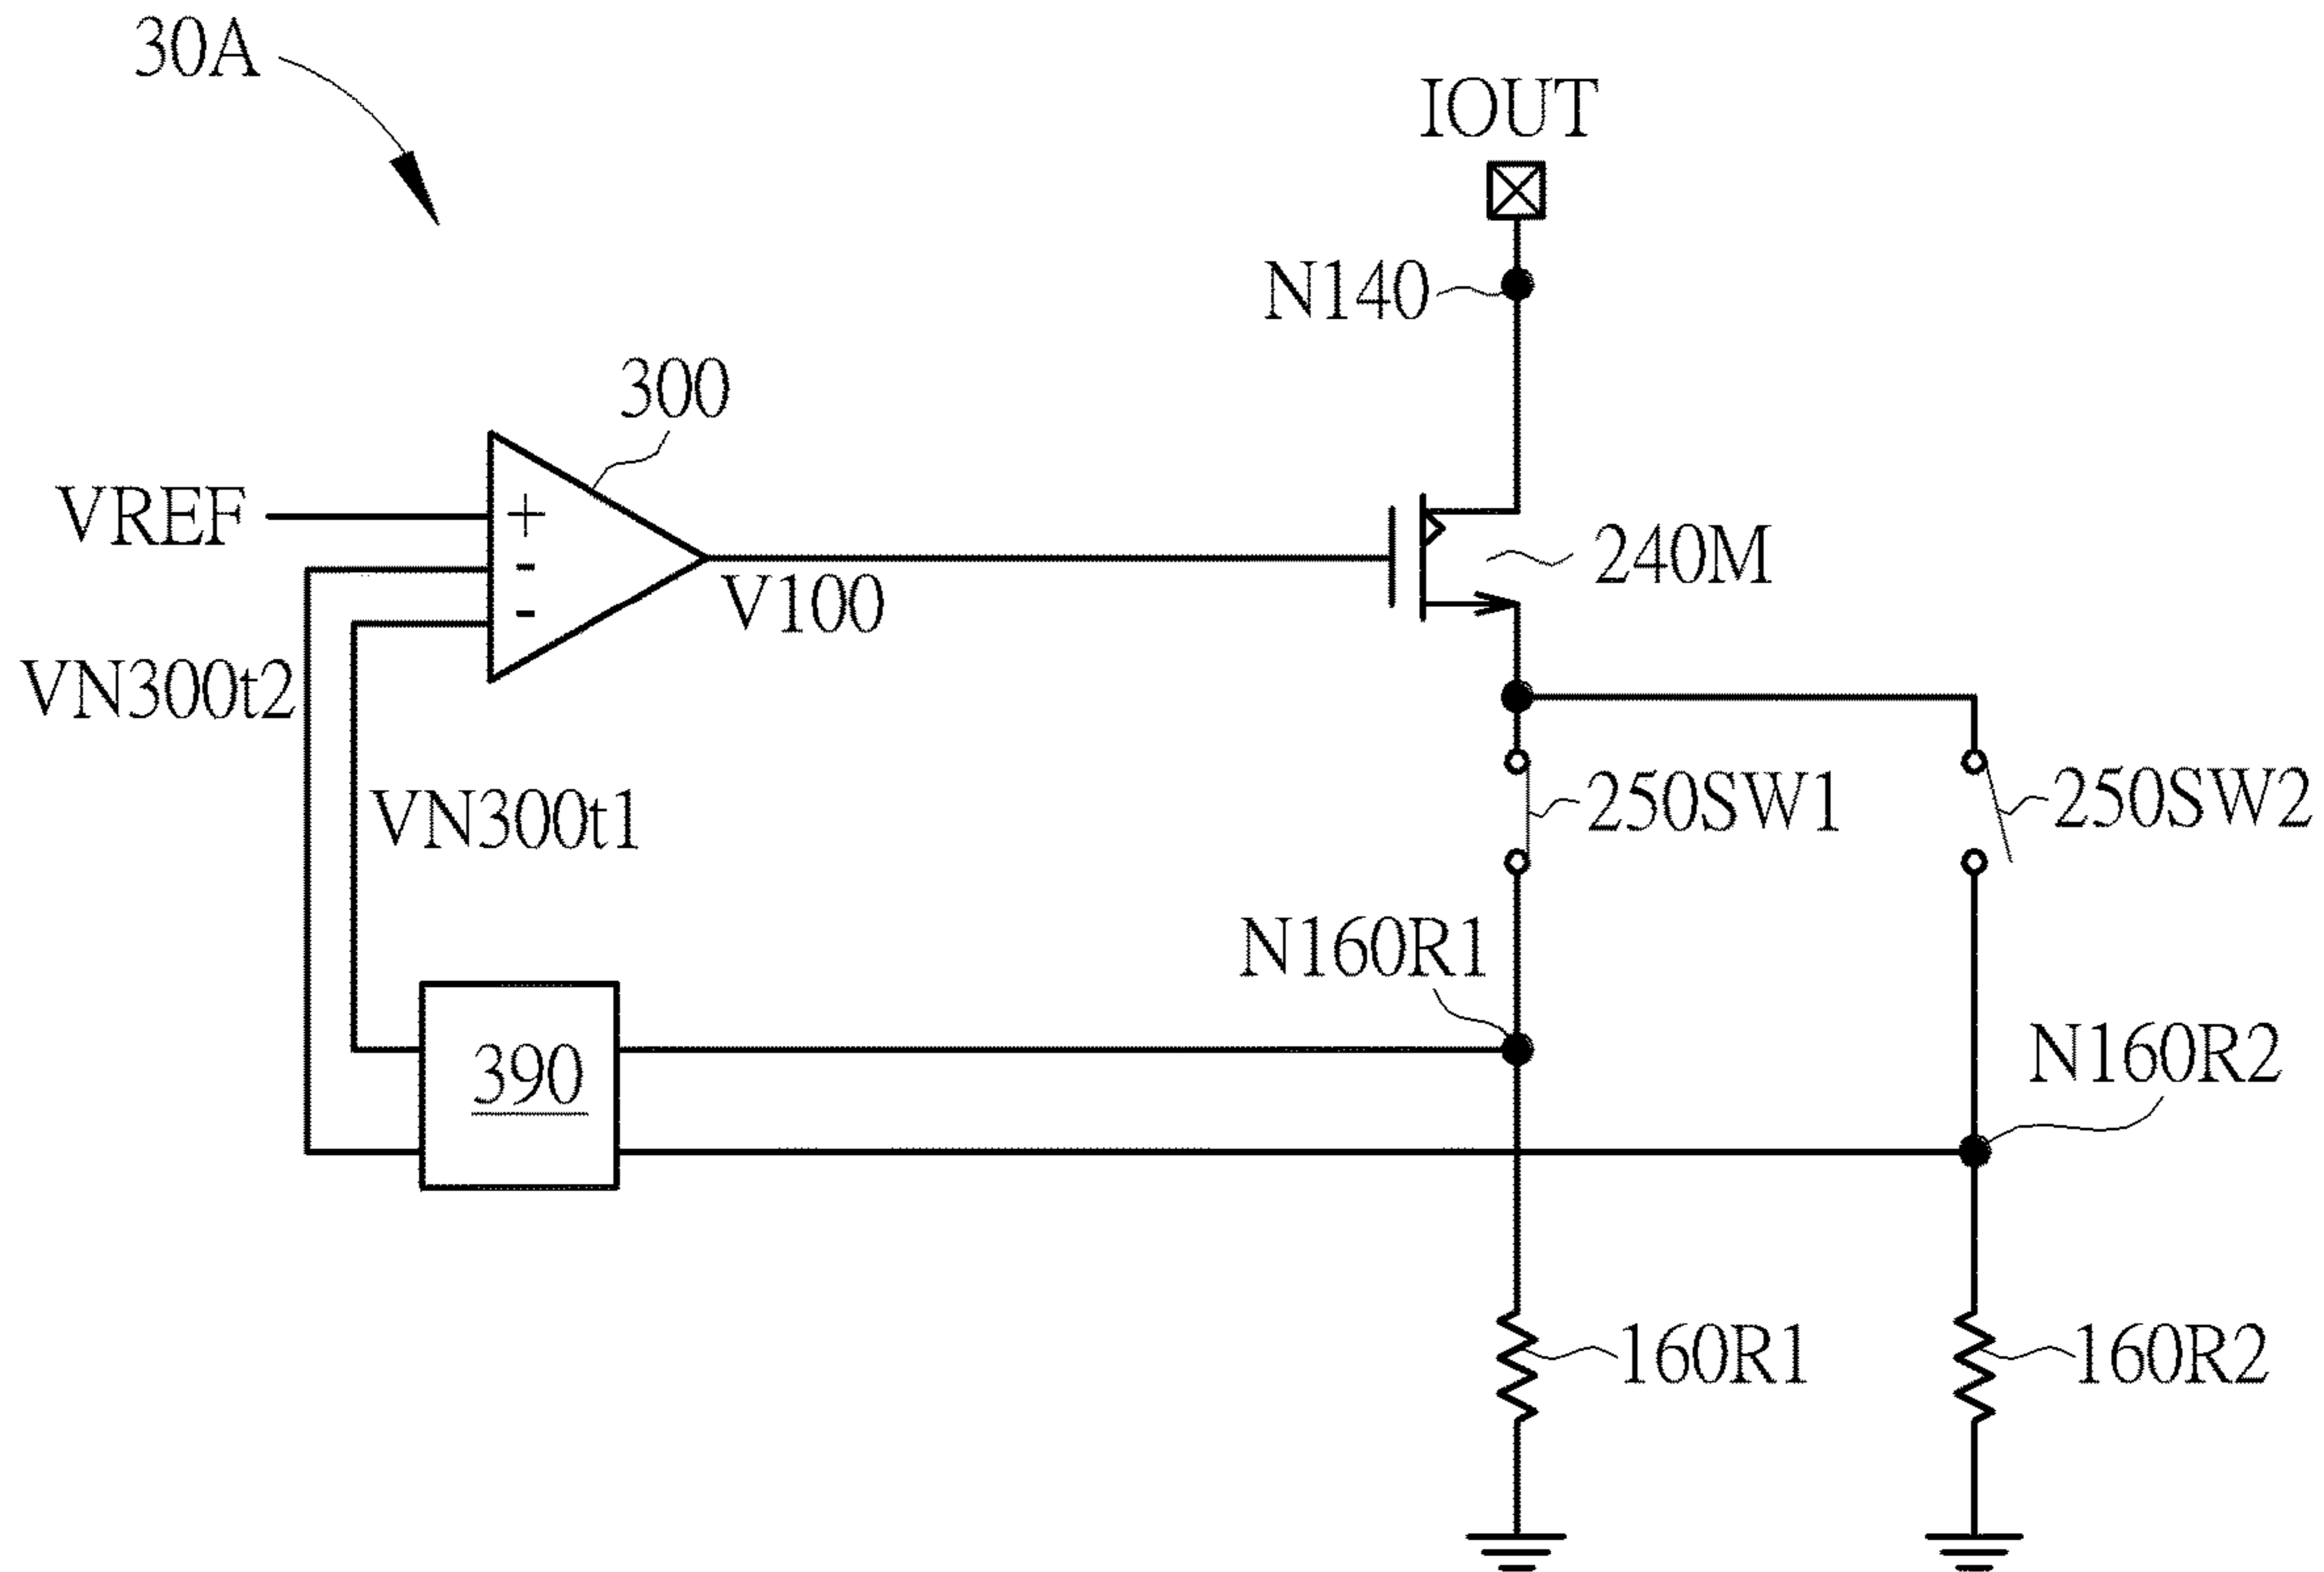 30A
IOUT
N140
300
VREF
+
-
-
V100
240M
VN300t2
VN300t1
250SW1
250SW2
N160R1
390
N160R2
160R1
160R2